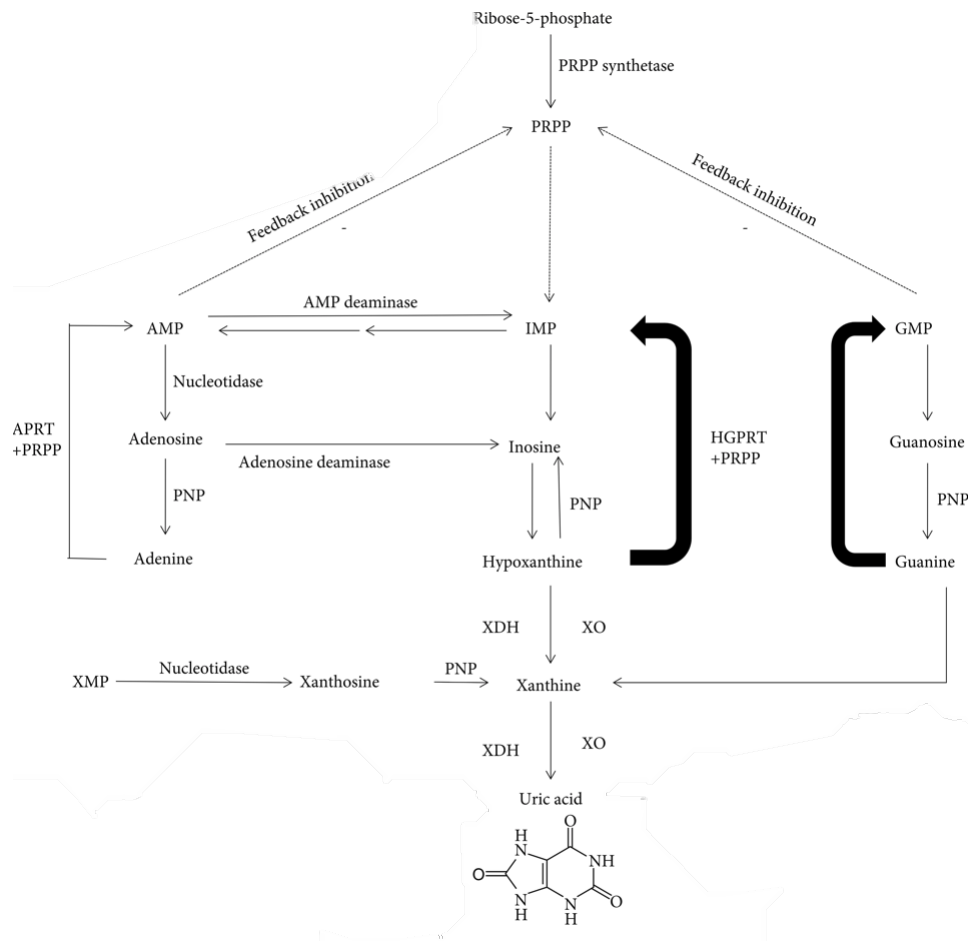 Ribose-5-phosphate
PRPP synthetase
PRPP
Feedback inhibition
-
Feedback inhibition
-
AMP deaminase
AMP
IMP
GMP
Nucleotidase
APRT
+PRPP
HGPRT
+PRPP
Adenosine
Adenosine deaminase
Inosine
Guanosine
PNP
PNP
PNP
Adenine
Hypoxanthine
Guanine
XDH
XO
XMP
Nucleotidase
Xanthosine
PNP
Xanthine
XDH
XO
Uric acid
H
N
O
NH
O
N
H
N
H
O